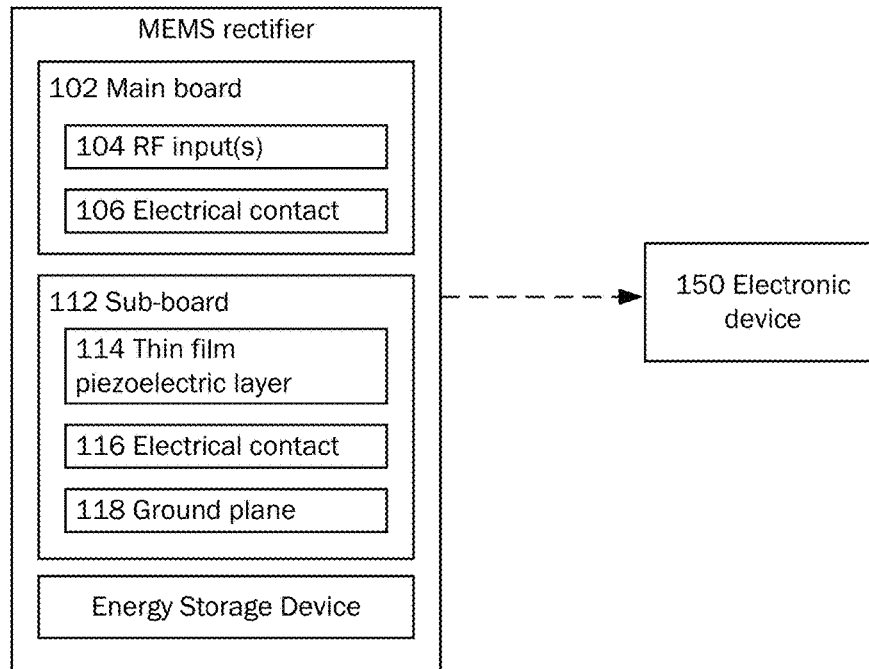 MEMS rectifier
102 Main board
104 RF input(s)
106 Electrical contact
112 Sub-board
114 Thin film
piezoelectric layer
116 Electrical contact
118 Ground plane
Energy Storage Device
150 Electronic
device